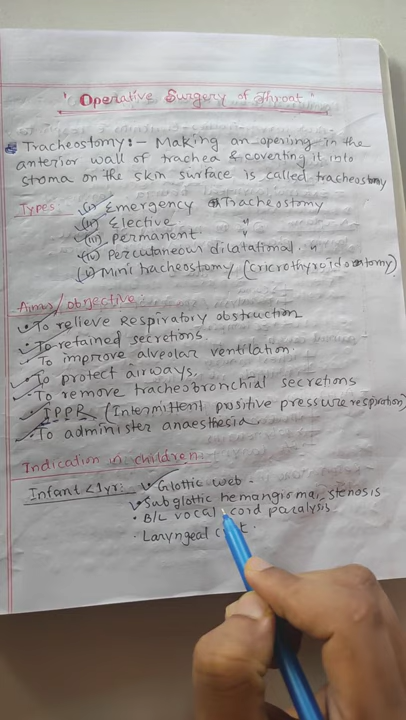 ' Operative Surgery of Throat '
Tracheostomy:- Making an opening in the
anterior wall of trachea & coverting it into
stoma on the skin surface is called tracheostomy
Types (i) Emergency Tracheostomy
(ii) Elective "
(iii) Permanent. "
(iv) Percutaneous dilatational. "
(v) Mini tracheostomy (cricothyroidotomy)
Aims/objective:
• To relieve Respiratory obstruction
• To retained secretions.
• To improve alveolar ventilation
• To protect airways.
• To remove tracheobronchial secretions
• IPPR (Intermittent positive pressure respiration)
• To administer anaesthesia.
Indication in children:
Infant <1yr: • Glottic web.
• Subglottic hemangioma, stenosis
• B/L vocal cord paralysis.
• Laryngeal